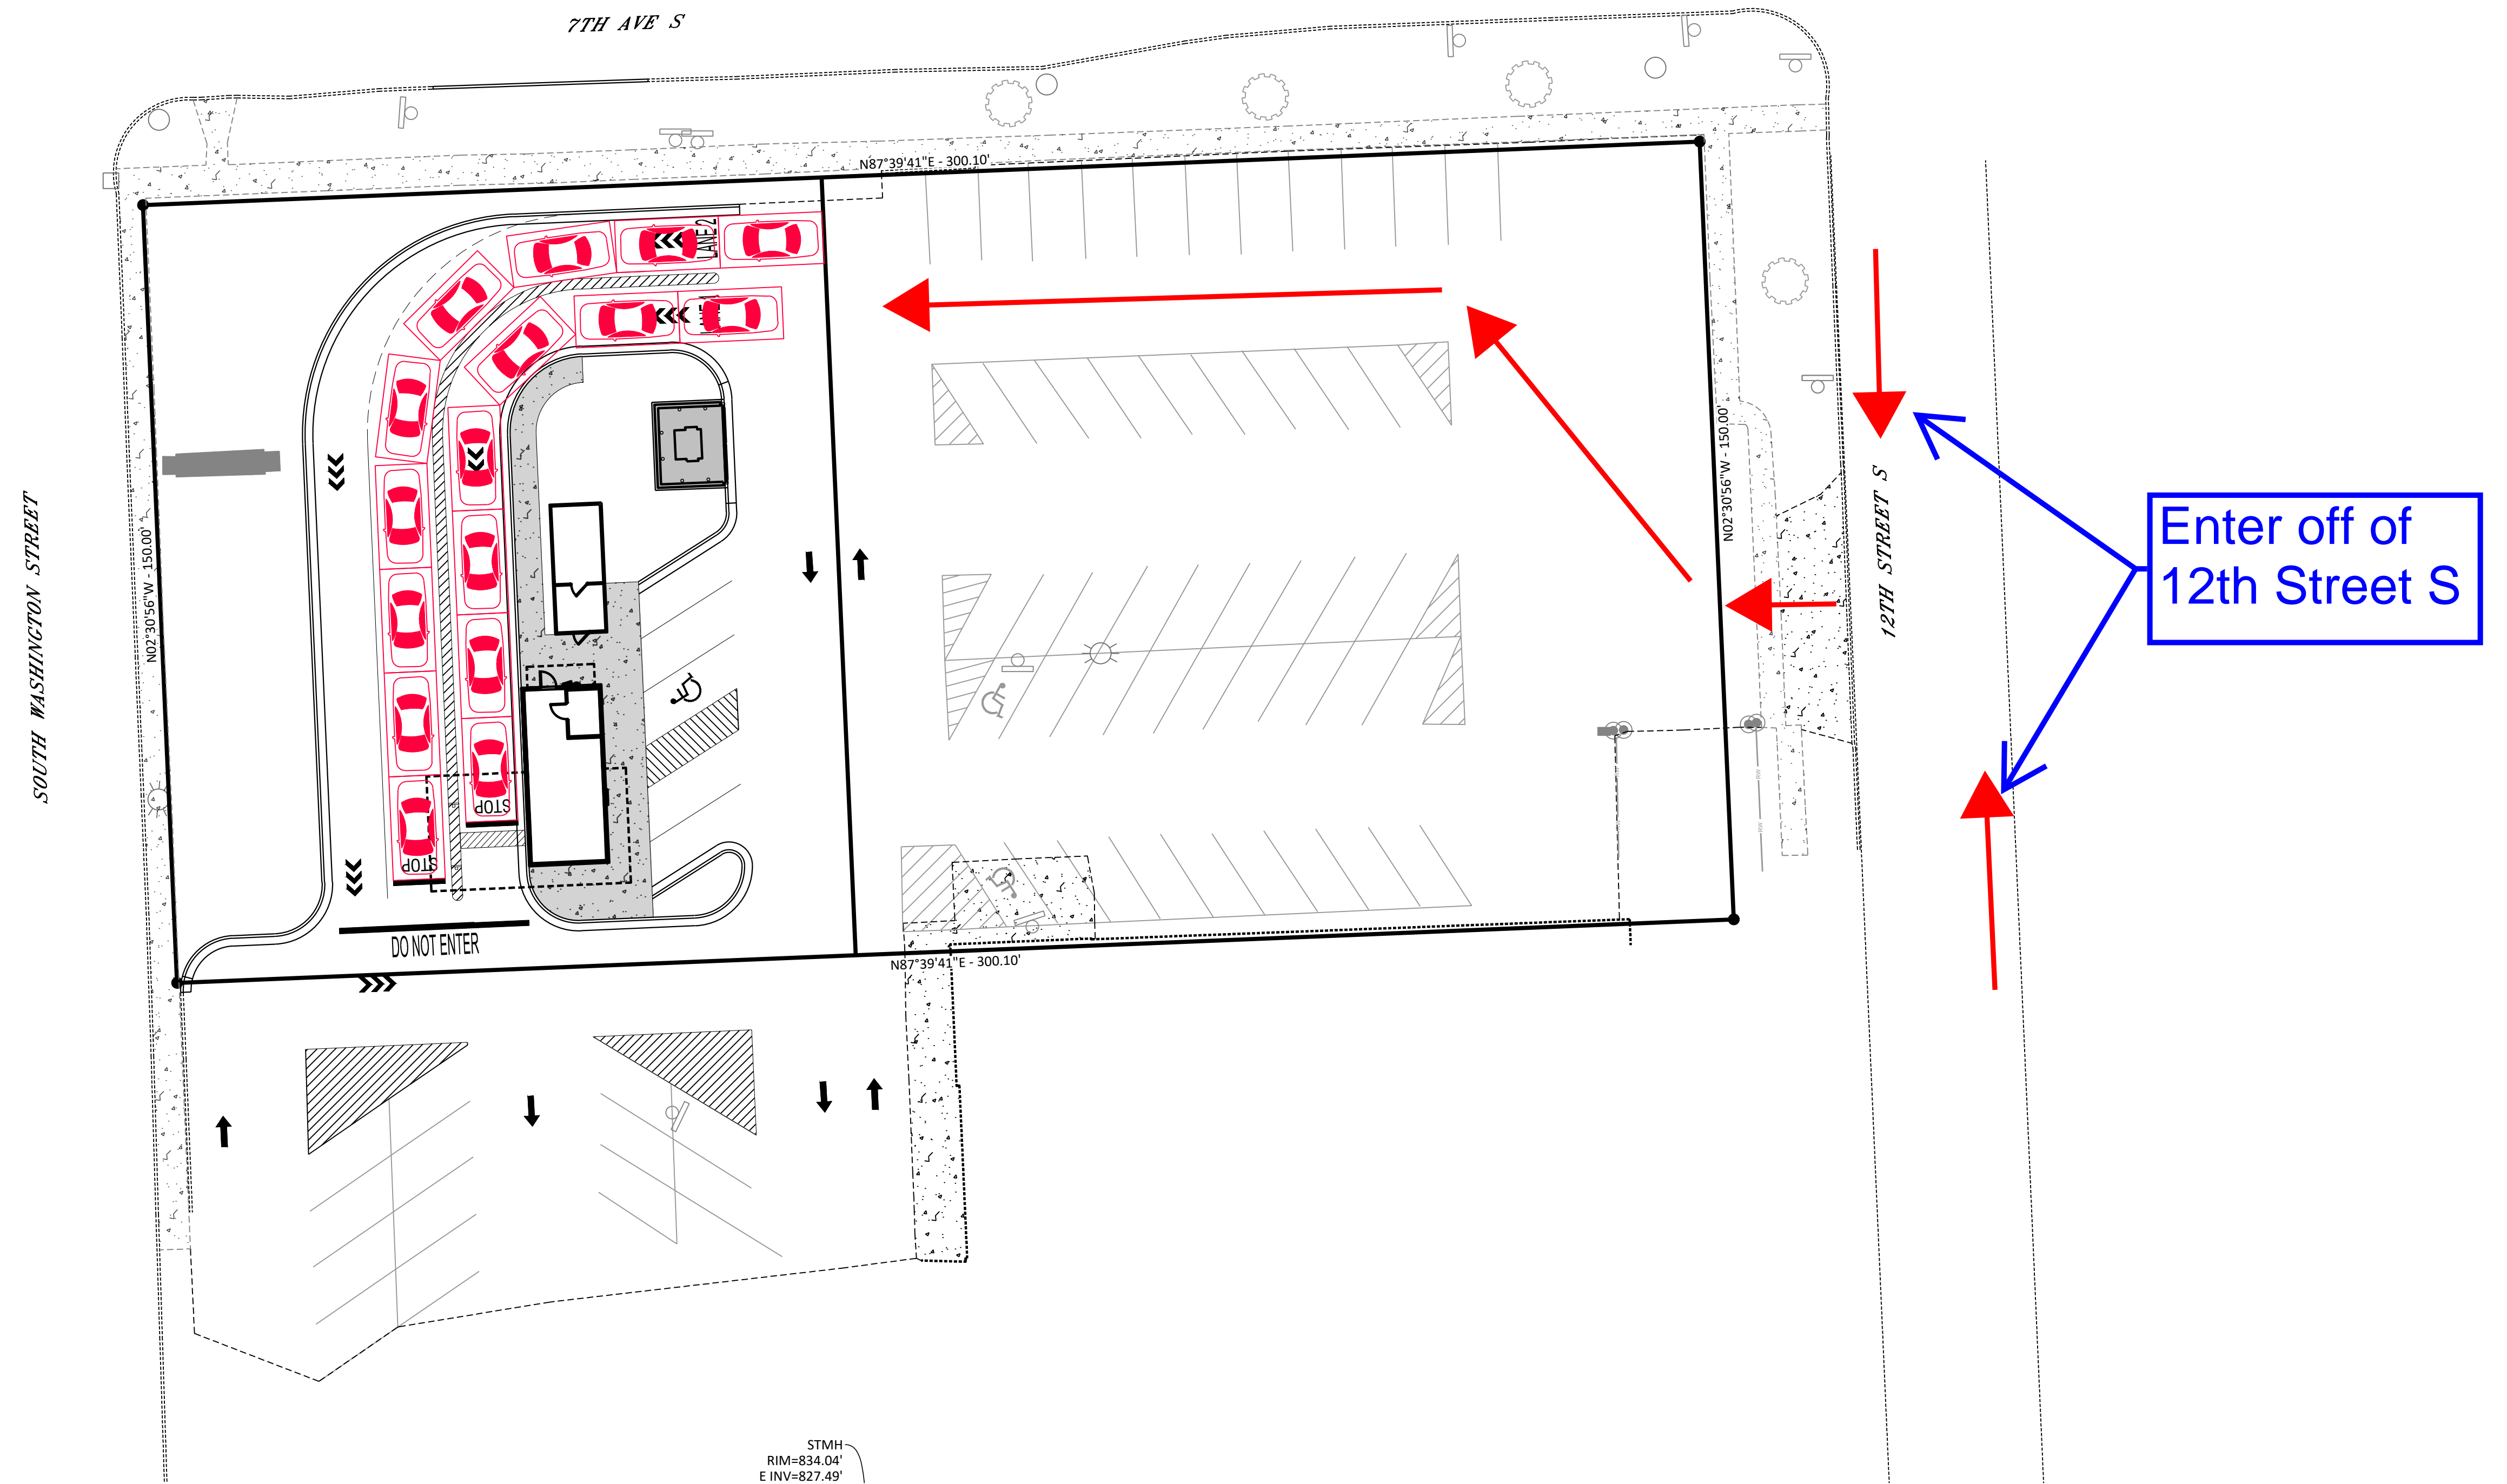 7TH AVE S
N87°39'41"E - 300.10'
LANE 2
SOUTH WASHINGTON STREET
N02°30'56"W - 150.00'
N02°30'56"W - 150.00'
12TH STREET S
Enter off of
12th Street S
STOP
STOP
RW
RW
DO NOT ENTER
N87°39'41"E - 300.10'
STMH
RIM=834.04'
E INV=827.49'